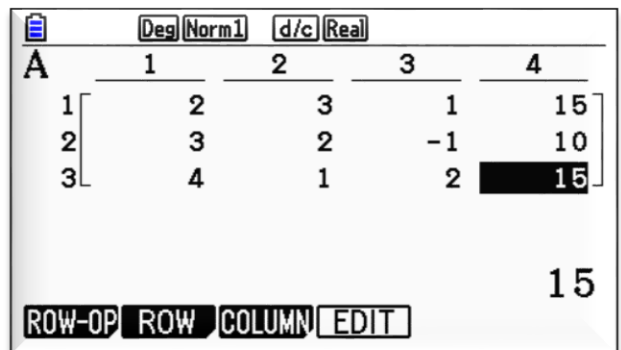 Deg Norm1 d/c Real
A 1 2 3 4
1 2 3 1 15
2 3 2 -1 10
3 4 1 2 15
15
ROW-OP ROW COLUMN EDIT